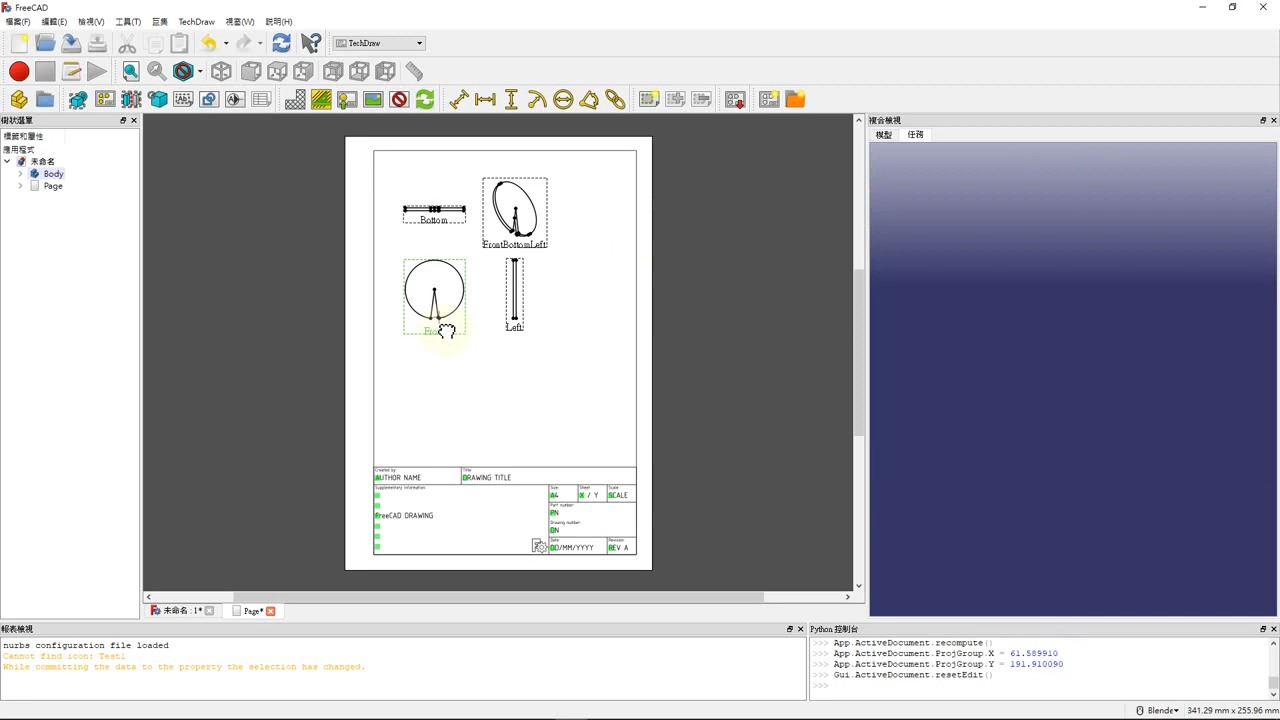 FreeCAD
檔案(F) 編輯(E) 檢視(V) 工具(T) 巨集 TechDraw 視窗(W) 說明(H)
TechDraw
樹狀選單
標籤和屬性
應用程式
未命名
Body
Page
Bottom
FrontBottomLeft
Left
Created by:
AUTHOR NAME
Title:
DRAWING TITLE
Supplementary information:
FreeCAD DRAWING
Size:
A4
Sheet:
X / Y
Scale:
SCALE
Part number:
PN
Drawing number:
DN
Date:
DD/MM/YYYY
Revision:
REV A
未命名 : 1*
Page*
複合檢視
模型 任務
報表檢視
nurbs configuration file loaded
Cannot find icon: Test1
While committing the data to the property the selection has changed.
Python 控制台
>>> App.ActiveDocument.recompute()
>>> App.ActiveDocument.ProjGroup.X = 61.589910
>>> App.ActiveDocument.ProjGroup.Y = 191.910090
>>> Gui.ActiveDocument.resetEdit()
>>>
Blende 341.29 mm x 255.96 mm